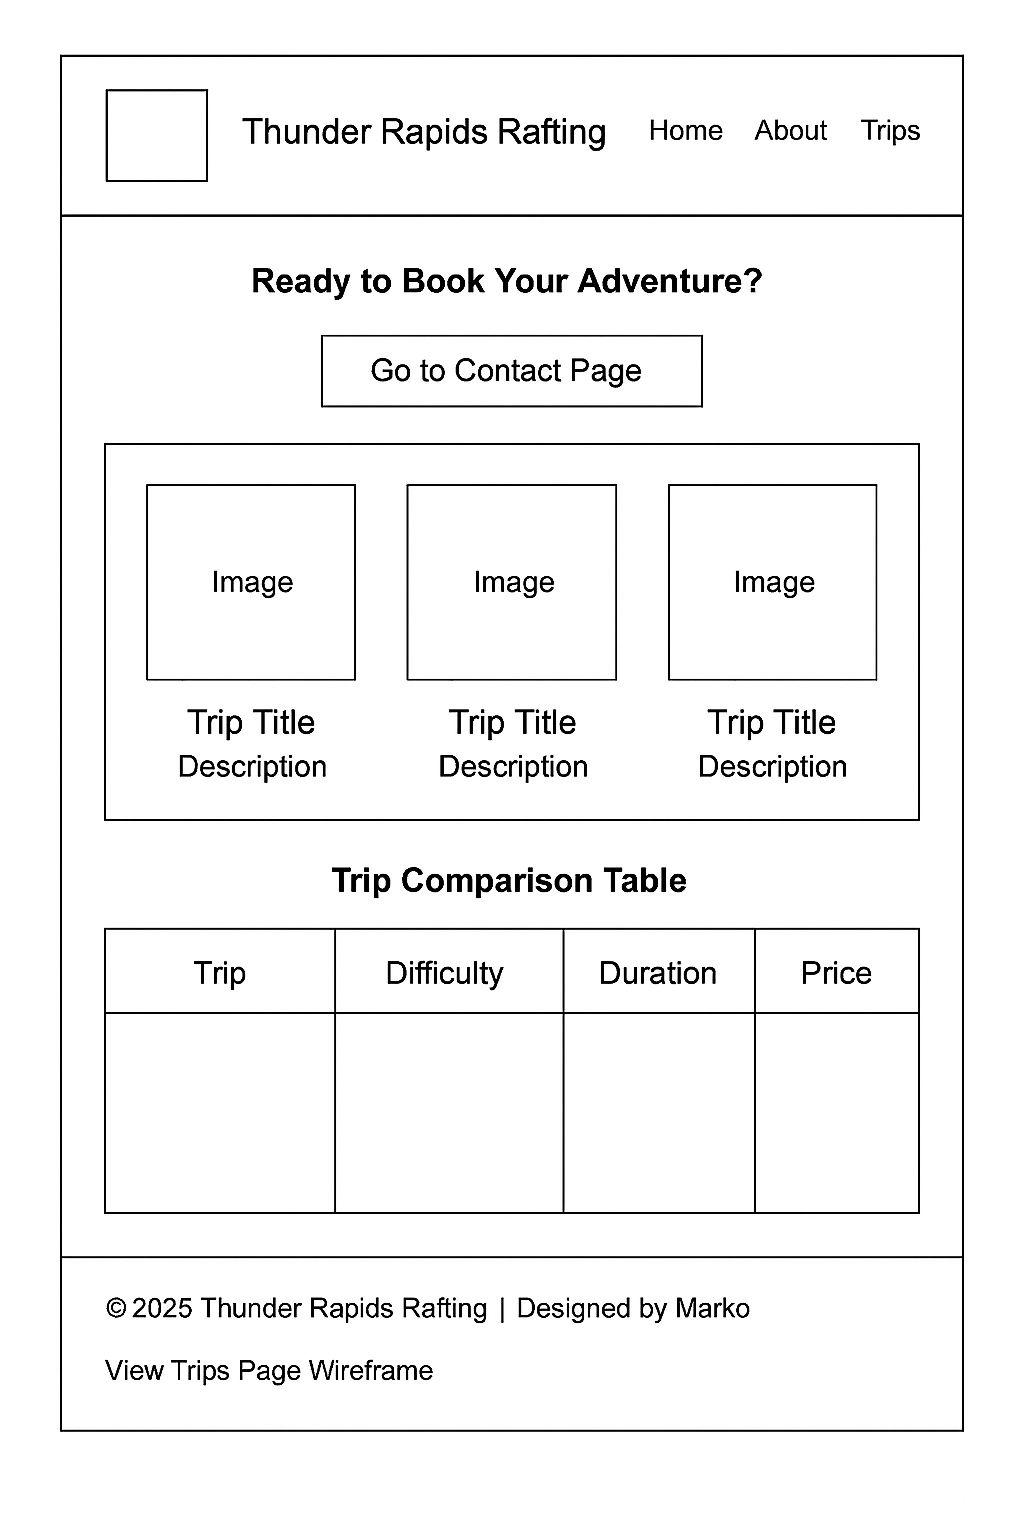 Thunder Rapids Rafting Home About Trips
Ready to Book Your Adventure?
Go to Contact Page
Image Image Image
Trip Title Trip Title Trip Title
Description Description Description
Trip Comparison Table
Trip Difficulty Duration Price
© 2025 Thunder Rapids Rafting | Designed by Marko
View Trips Page Wireframe